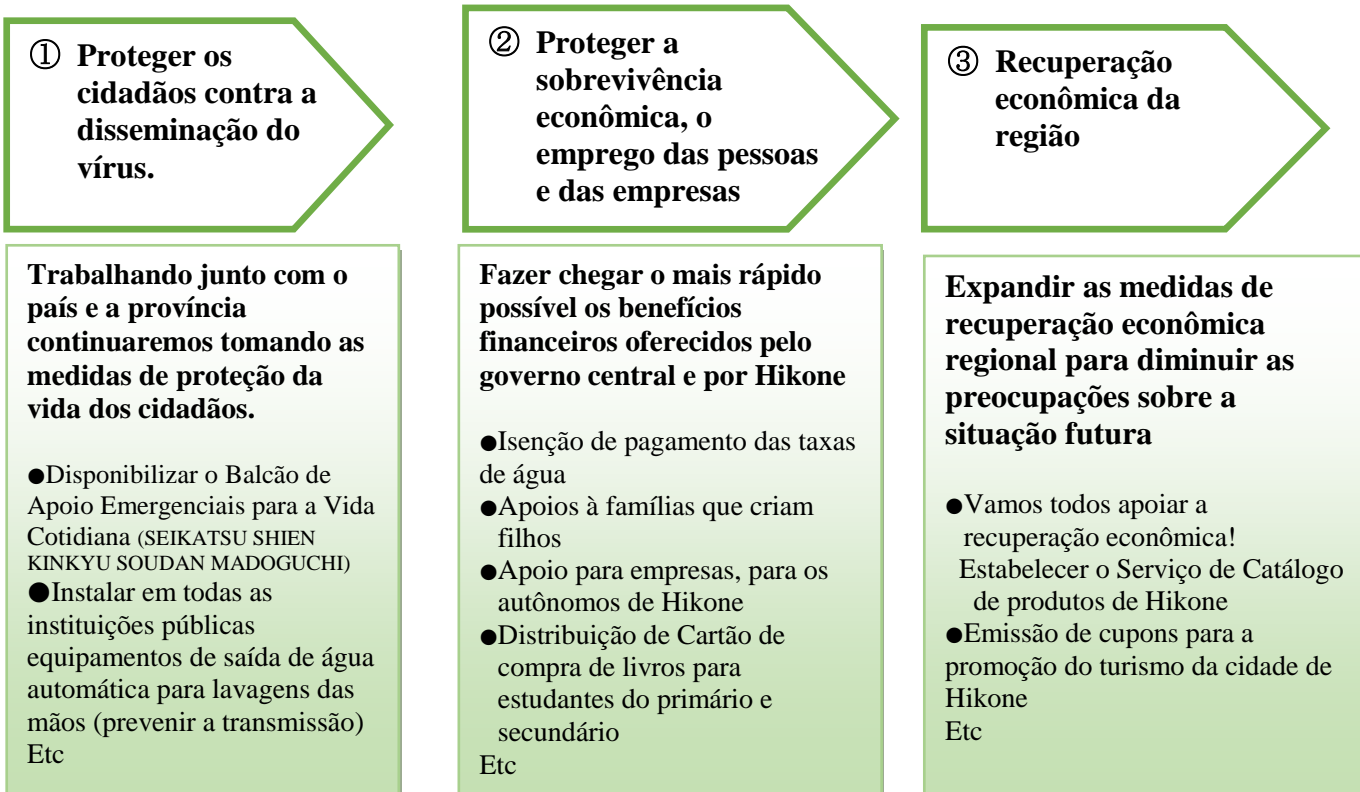 ① Proteger os
cidadãos contra a
disseminação do
vírus.
Trabalhando junto com o
país e a província
continuaremos tomando as
medidas de proteção da
vida dos cidadãos.
●Disponibilizar o Balcão de
Apoio Emergenciais para a Vida
Cotidiana (SEIKATSU SHIEN
KINKYU SOUDAN MADOGUCHI)
●Instalar em todas as
instituições públicas
equipamentos de saída de água
automática para lavagens das
mãos (prevenir a transmissão)
Etc
② Proteger a
sobrevivência
econômica, o
emprego das pessoas
e das empresas
Fazer chegar o mais rápido
possível os benefícios
financeiros oferecidos pelo
governo central e por Hikone
●Isenção de pagamento das taxas
de água
●Apoios à famílias que criam
filhos
●Apoio para empresas, para os
autônomos de Hikone
●Distribuição de Cartão de
compra de livros para
estudantes do primário e
secundário
Etc
③ Recuperação
econômica da
região
Expandir as medidas de
recuperação econômica
regional para diminuir as
preocupações sobre a
situação futura
●Vamos todos apoiar a
recuperação econômica!
Estabelecer o Serviço de Catálogo
de produtos de Hikone
●Emissão de cupons para a
promoção do turismo da cidade de
Hikone
Etc